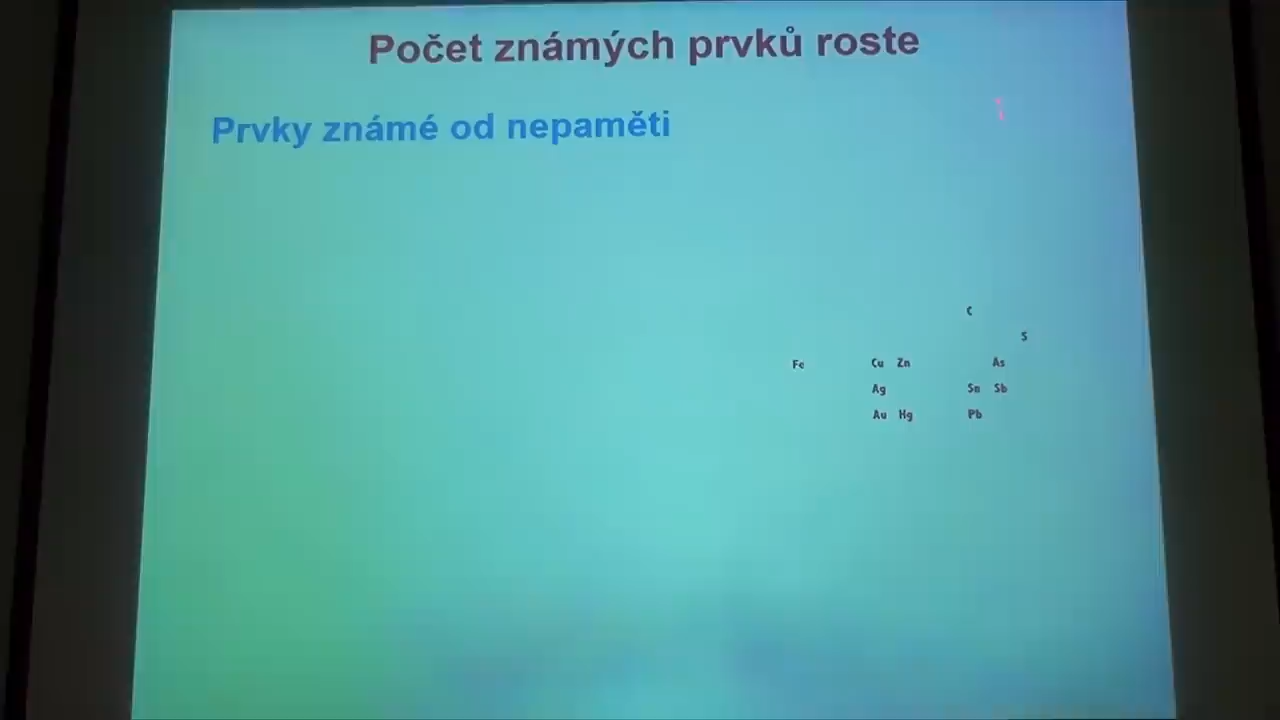 Počet známých prvků roste
Prvky známé od nepaměti
C
S
Fe Cu Zn As
Ag Sn Sb
Au Hg Pb